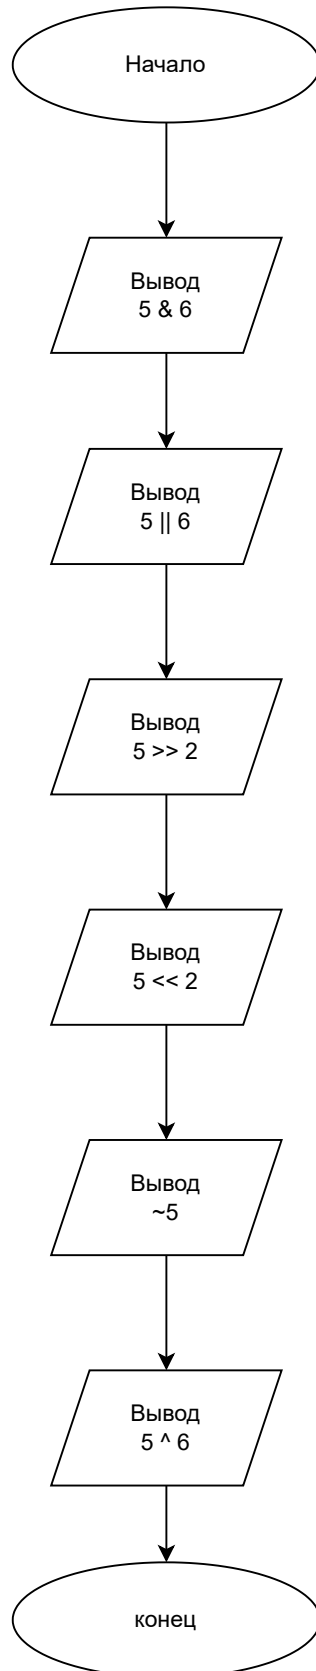 Начало
Вывод
5 & 6
Вывод
5 || 6
Вывод
5 >> 2
Вывод
5 << 2
Вывод
~5
Вывод
5 ^ 6
конец